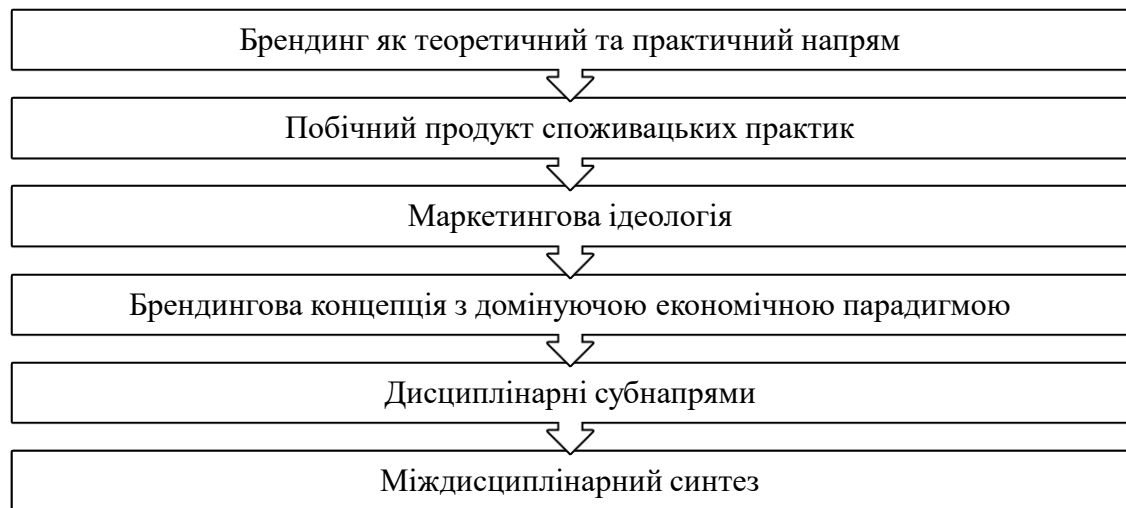 Брендинг як теоретичний та практичний напрям
Побічний продукт споживацьких практик
Маркетингова ідеологія
Брендингова концепція з домінуючою економічною парадигмою
Дисциплінарні субнапрями
Міждисциплінарний синтез